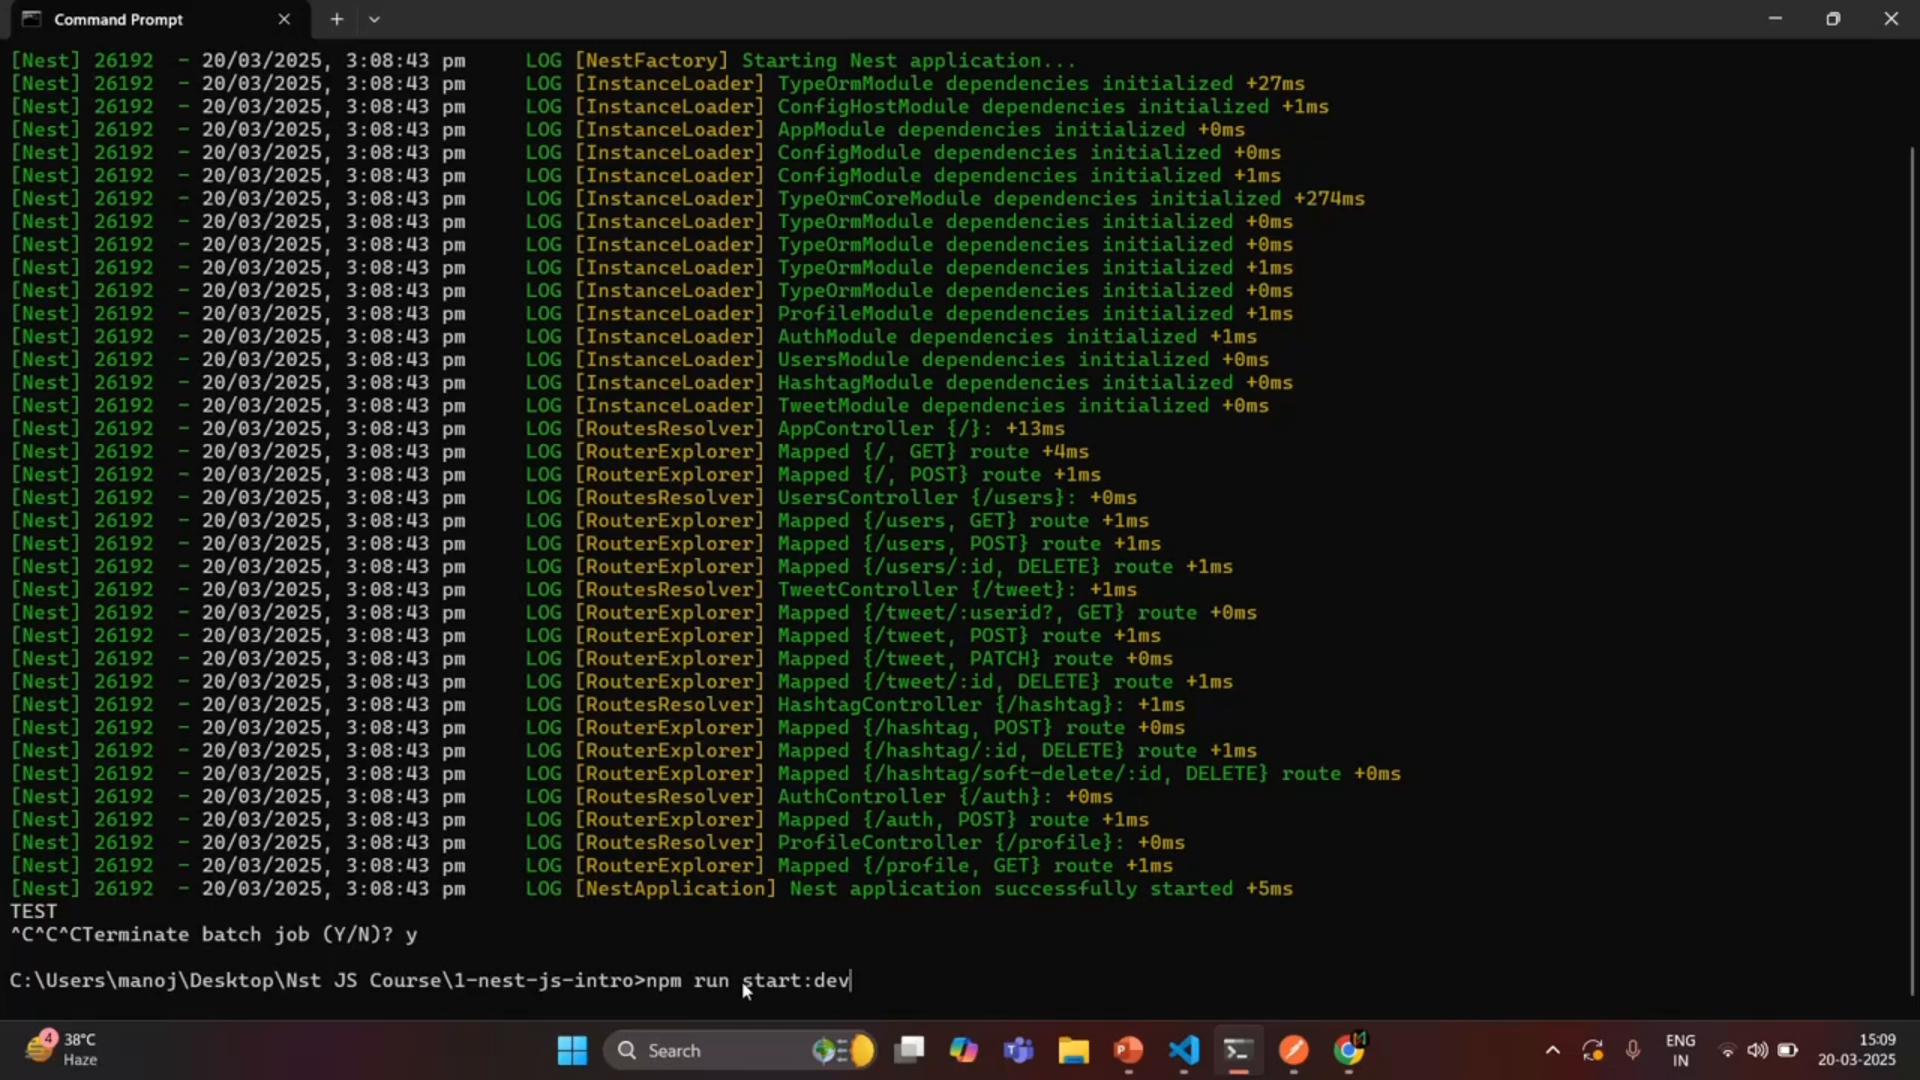 Command Prompt
[Nest] 26192  - 20/03/2025, 3:08:43 pm     LOG [NestFactory] Starting Nest application...
[Nest] 26192  - 20/03/2025, 3:08:43 pm     LOG [InstanceLoader] TypeOrmModule dependencies initialized +27ms
[Nest] 26192  - 20/03/2025, 3:08:43 pm     LOG [InstanceLoader] ConfigHostModule dependencies initialized +1ms
[Nest] 26192  - 20/03/2025, 3:08:43 pm     LOG [InstanceLoader] AppModule dependencies initialized +0ms
[Nest] 26192  - 20/03/2025, 3:08:43 pm     LOG [InstanceLoader] ConfigModule dependencies initialized +0ms
[Nest] 26192  - 20/03/2025, 3:08:43 pm     LOG [InstanceLoader] ConfigModule dependencies initialized +1ms
[Nest] 26192  - 20/03/2025, 3:08:43 pm     LOG [InstanceLoader] TypeOrmCoreModule dependencies initialized +274ms
[Nest] 26192  - 20/03/2025, 3:08:43 pm     LOG [InstanceLoader] TypeOrmModule dependencies initialized +0ms
[Nest] 26192  - 20/03/2025, 3:08:43 pm     LOG [InstanceLoader] TypeOrmModule dependencies initialized +0ms
[Nest] 26192  - 20/03/2025, 3:08:43 pm     LOG [InstanceLoader] TypeOrmModule dependencies initialized +1ms
[Nest] 26192  - 20/03/2025, 3:08:43 pm     LOG [InstanceLoader] TypeOrmModule dependencies initialized +0ms
[Nest] 26192  - 20/03/2025, 3:08:43 pm     LOG [InstanceLoader] ProfileModule dependencies initialized +1ms
[Nest] 26192  - 20/03/2025, 3:08:43 pm     LOG [InstanceLoader] AuthModule dependencies initialized +1ms
[Nest] 26192  - 20/03/2025, 3:08:43 pm     LOG [InstanceLoader] UsersModule dependencies initialized +0ms
[Nest] 26192  - 20/03/2025, 3:08:43 pm     LOG [InstanceLoader] HashtagModule dependencies initialized +0ms
[Nest] 26192  - 20/03/2025, 3:08:43 pm     LOG [InstanceLoader] TweetModule dependencies initialized +0ms
[Nest] 26192  - 20/03/2025, 3:08:43 pm     LOG [RoutesResolver] AppController {/}: +13ms
[Nest] 26192  - 20/03/2025, 3:08:43 pm     LOG [RouterExplorer] Mapped {/, GET} route +4ms
[Nest] 26192  - 20/03/2025, 3:08:43 pm     LOG [RouterExplorer] Mapped {/, POST} route +1ms
[Nest] 26192  - 20/03/2025, 3:08:43 pm     LOG [RoutesResolver] UsersController {/users}: +0ms
[Nest] 26192  - 20/03/2025, 3:08:43 pm     LOG [RouterExplorer] Mapped {/users, GET} route +1ms
[Nest] 26192  - 20/03/2025, 3:08:43 pm     LOG [RouterExplorer] Mapped {/users, POST} route +1ms
[Nest] 26192  - 20/03/2025, 3:08:43 pm     LOG [RouterExplorer] Mapped {/users/:id, DELETE} route +1ms
[Nest] 26192  - 20/03/2025, 3:08:43 pm     LOG [RoutesResolver] TweetController {/tweet}: +1ms
[Nest] 26192  - 20/03/2025, 3:08:43 pm     LOG [RouterExplorer] Mapped {/tweet/:userid?, GET} route +0ms
[Nest] 26192  - 20/03/2025, 3:08:43 pm     LOG [RouterExplorer] Mapped {/tweet, POST} route +1ms
[Nest] 26192  - 20/03/2025, 3:08:43 pm     LOG [RouterExplorer] Mapped {/tweet, PATCH} route +0ms
[Nest] 26192  - 20/03/2025, 3:08:43 pm     LOG [RouterExplorer] Mapped {/tweet/:id, DELETE} route +1ms
[Nest] 26192  - 20/03/2025, 3:08:43 pm     LOG [RoutesResolver] HashtagController {/hashtag}: +1ms
[Nest] 26192  - 20/03/2025, 3:08:43 pm     LOG [RouterExplorer] Mapped {/hashtag, POST} route +0ms
[Nest] 26192  - 20/03/2025, 3:08:43 pm     LOG [RouterExplorer] Mapped {/hashtag/:id, DELETE} route +1ms
[Nest] 26192  - 20/03/2025, 3:08:43 pm     LOG [RouterExplorer] Mapped {/hashtag/soft-delete/:id, DELETE} route +0ms
[Nest] 26192  - 20/03/2025, 3:08:43 pm     LOG [RoutesResolver] AuthController {/auth}: +0ms
[Nest] 26192  - 20/03/2025, 3:08:43 pm     LOG [RouterExplorer] Mapped {/auth, POST} route +1ms
[Nest] 26192  - 20/03/2025, 3:08:43 pm     LOG [RoutesResolver] ProfileController {/profile}: +0ms
[Nest] 26192  - 20/03/2025, 3:08:43 pm     LOG [RouterExplorer] Mapped {/profile, GET} route +1ms
[Nest] 26192  - 20/03/2025, 3:08:43 pm     LOG [NestApplication] Nest application successfully started +5ms
TEST
^C^C^CTerminate batch job (Y/N)? y
C:\Users\manoj\Desktop\Nst JS Course\1-nest-js-intro>npm run start:dev
4
38°C
Haze
Search
ENG
IN
15:09
20-03-2025